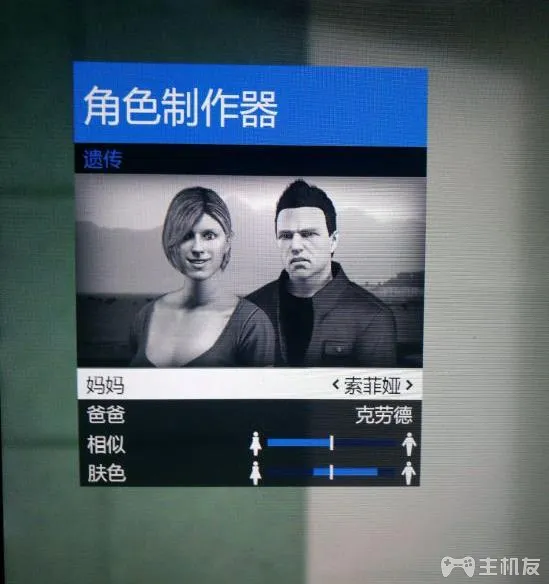 角色制作器
遗传
妈妈 < 索菲娅 >
爸爸 克劳德
相似
肤色
主机友